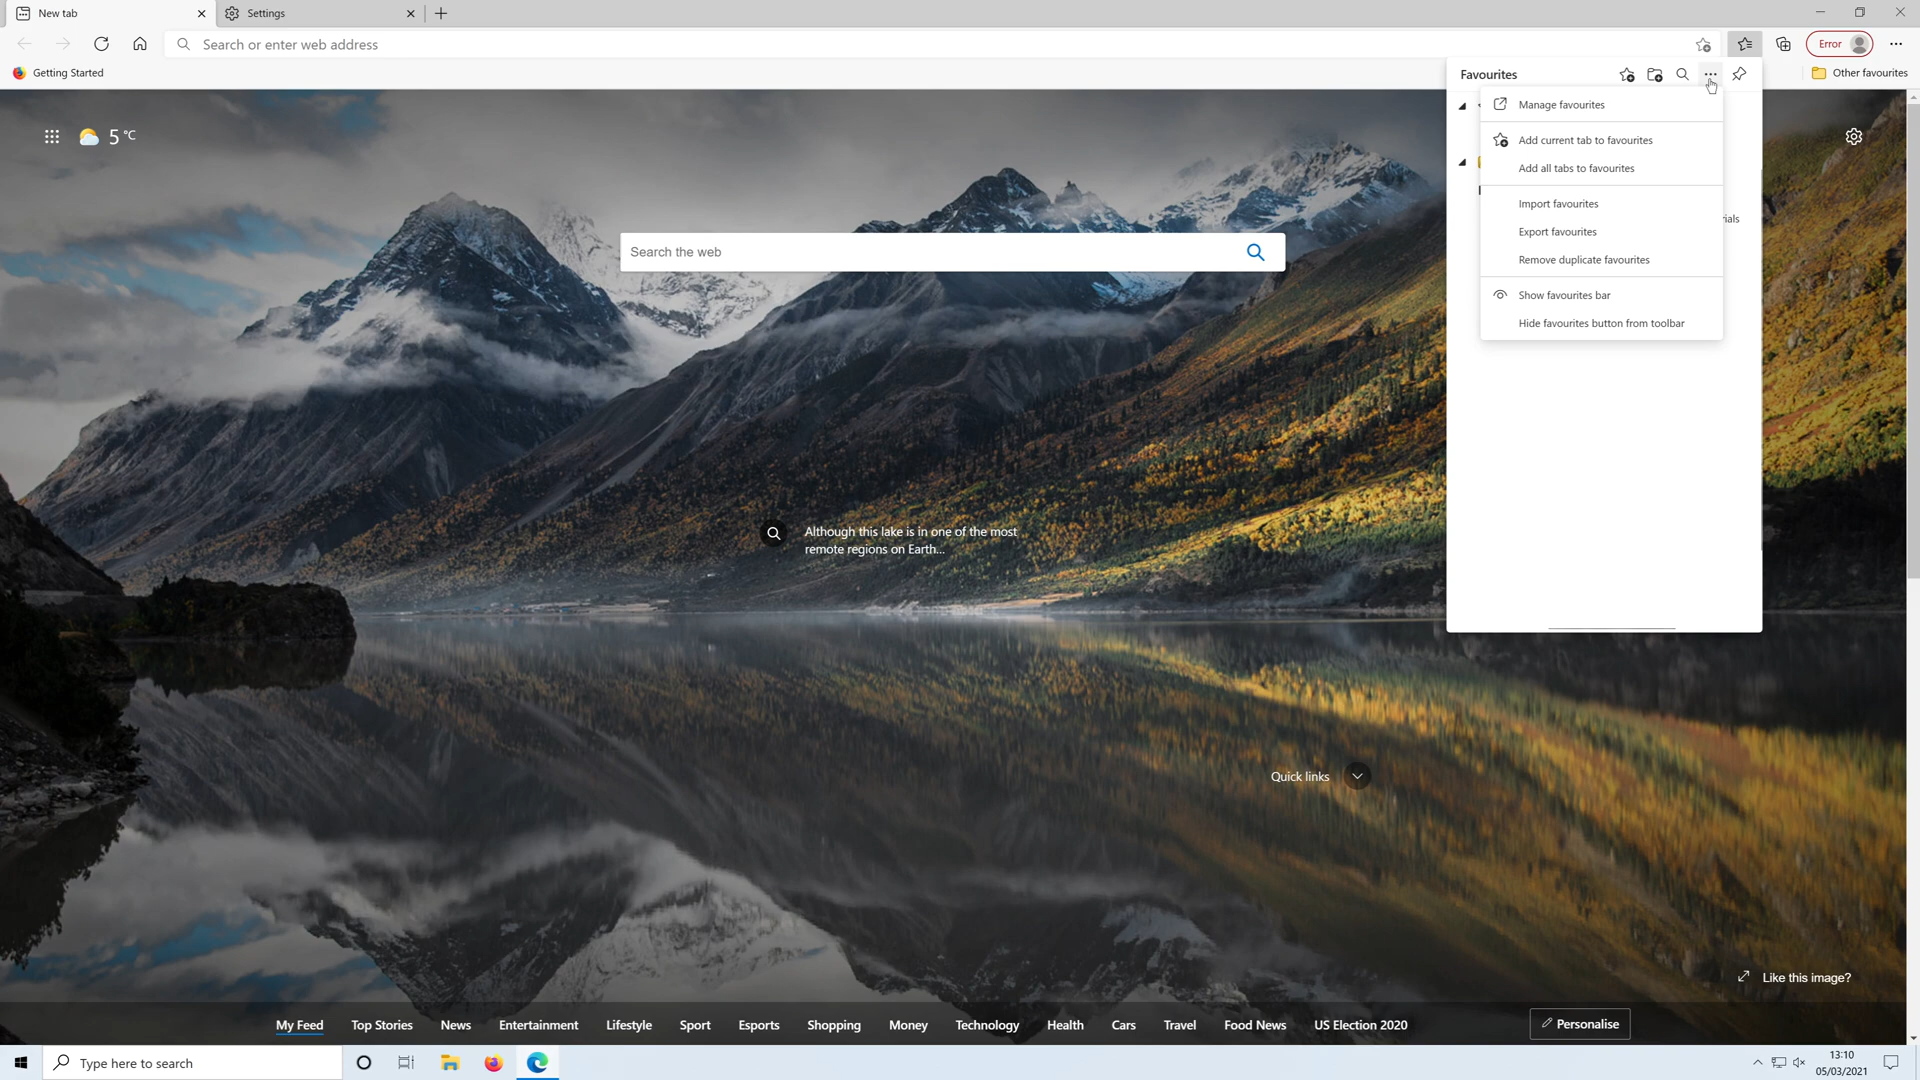 New tab
Settings
Search or enter web address
Error
Getting Started
Favourites
Other favourites
Manage favourites
5 °C
Add current tab to favourites
Add all tabs to favourites
Import favourites
rials
Export favourites
Search the web
Remove duplicate favourites
Show favourites bar
Hide favourites button from toolbar
Although this lake is in one of the most
remote regions on Earth...
Quick links
Like this image?
My Feed Top Stories News Entertainment Lifestyle Sport Esports Shopping Money Technology Health Cars Travel Food News US Election 2020 Personalise
Type here to search
13:10
05/03/2021